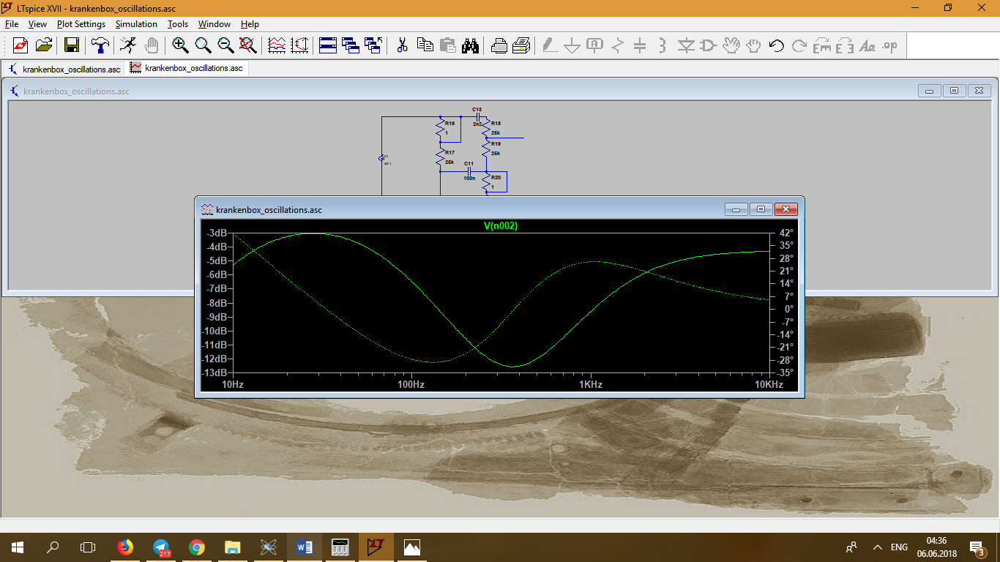 LTspice XVII - krankenbox_oscillations.asc
File View Plot Settings Simulation Tools Window Help
krankenbox_oscillations.asc krankenbox_oscillations.asc
krankenbox_oscillations.asc
C13
R16 2n2 R18
1 25k
R17 R19
25k 25k
V1
AC 1
C11
100n R20
1
krankenbox_oscillations.asc
V(n002)
-3dB 42°
-4dB 35°
-5dB 28°
-6dB 21°
-7dB 14°
-8dB 7°
-9dB 0°
-10dB -7°
-11dB -14°
-12dB -21°
-13dB -28°
-35°
10Hz 100Hz 1KHz 10KHz
217
ENG
04:36
06.06.2018
3